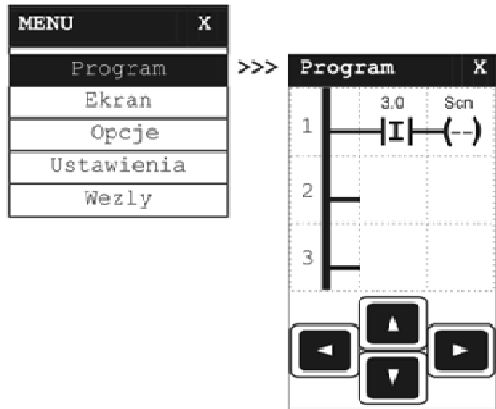 MENU X
Program
Ekran
Opcje
Ustawienia
Wezly
>>>
Program X
3.0 Scn
1 I (--)
2
3